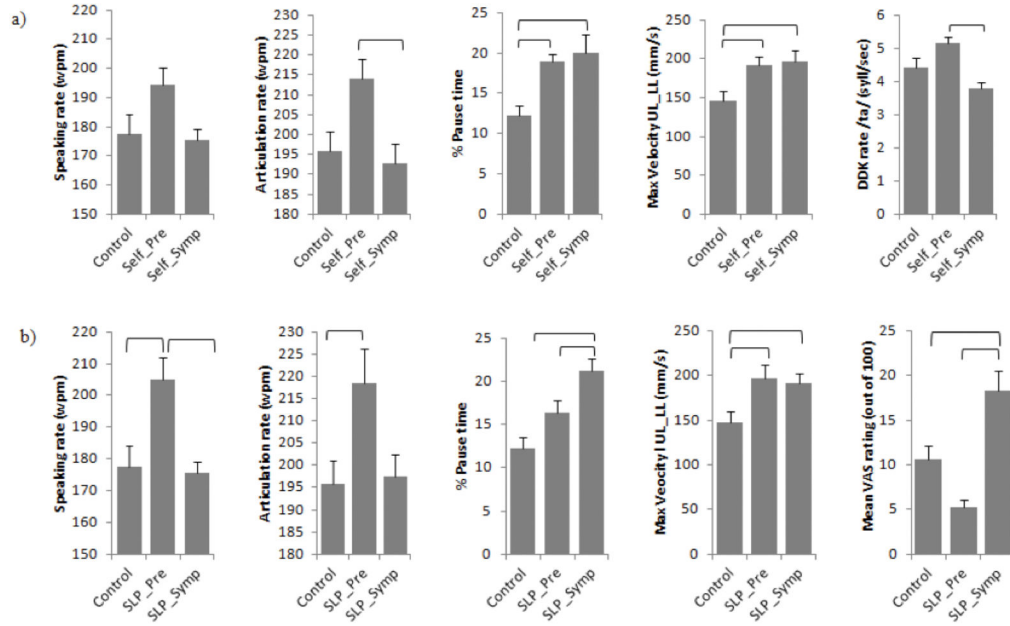 a)
Speaking rate (wpm)
220
210
200
190
180
170
160
150
Control
Self_Pre
Self_Symp
Articulation rate (wpm)
230
225
220
215
210
205
200
195
190
185
180
Control
Self_Pre
Self_Symp
% Pause time
25
20
15
10
5
0
Control
Self_Pre
Self_Symp
Max Velocity UL_LL (mm/s)
250
200
150
100
50
0
Control
Self_Pre
Self_Symp
DDK rate /ta/ (syll/sec)
6
5
4
3
2
1
0
Control
Self_Pre
Self_Symp
b)
Speaking rate (wpm)
220
210
200
190
180
170
160
150
Control
SLP_Pre
SLP_Symp
Articulation rate (wpm)
230
225
220
215
210
205
200
195
190
185
180
Control
SLP_Pre
SLP_Symp
% Pause time
25
20
15
10
5
0
Control
SLP_Pre
SLP_Symp
Max Veocity UL_LL (mm/s)
250
200
150
100
50
0
Control
SLP_Pre
SLP_Symp
Mean VAS rating (out of 100)
25
20
15
10
5
0
Control
SLP_Pre
SLP_Symp